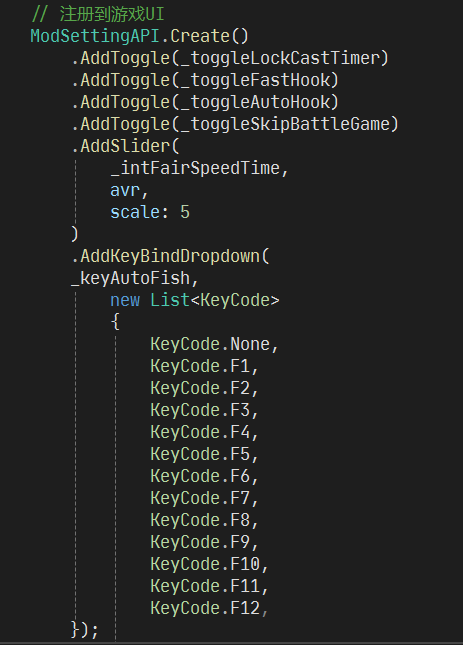 // 注册到游戏UI
ModSettingAPI.Create()
.AddToggle(_toggleLockCastTimer)
.AddToggle(_toggleFastHook)
.AddToggle(_toggleAutoHook)
.AddToggle(_toggleSkipBattleGame)
.AddSlider(
_intFairSpeedTime,
avr,
scale: 5
)
.AddKeyBindDropdown(
_keyAutoFish,
new List<KeyCode>
{
KeyCode.None,
KeyCode.F1,
KeyCode.F2,
KeyCode.F3,
KeyCode.F4,
KeyCode.F5,
KeyCode.F6,
KeyCode.F7,
KeyCode.F8,
KeyCode.F9,
KeyCode.F10,
KeyCode.F11,
KeyCode.F12,
});